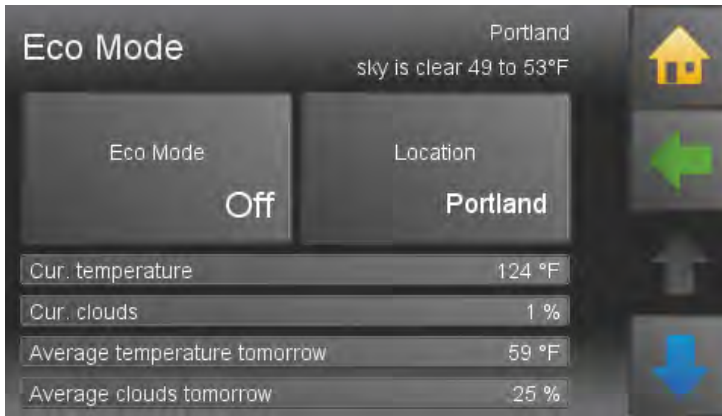 Eco Mode
Portland
sky is clear 49 to 53°F
Eco Mode
Off
Location
Portland
Cur. temperature 124 °F
Cur. clouds 1 %
Average temperature tomorrow 59 °F
Average clouds tomorrow 25 %